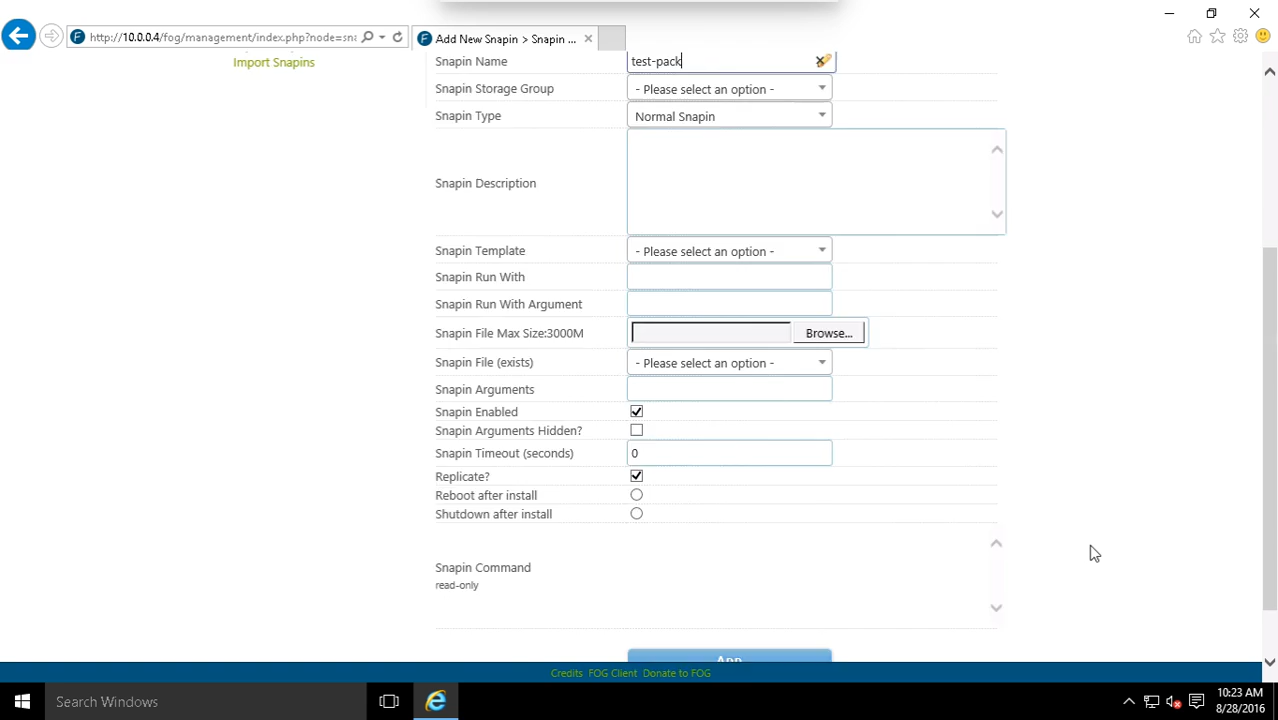 http://10.0.0.4/fog/management/index.php?node=sna
Add New Snapin > Snapin ...
Import Snapins
Snapin Name
test-pack
Snapin Storage Group
- Please select an option -
Snapin Type
Normal Snapin
Snapin Description
Snapin Template
- Please select an option -
Snapin Run With
Snapin Run With Argument
Snapin File Max Size:3000M
Browse...
Snapin File (exists)
- Please select an option -
Snapin Arguments
Snapin Enabled
Snapin Arguments Hidden?
Snapin Timeout (seconds)
0
Replicate?
Reboot after install
Shutdown after install
Snapin Command
read-only
Credits FOG Client Donate to FOG
Search Windows
10:23 AM
8/28/2016